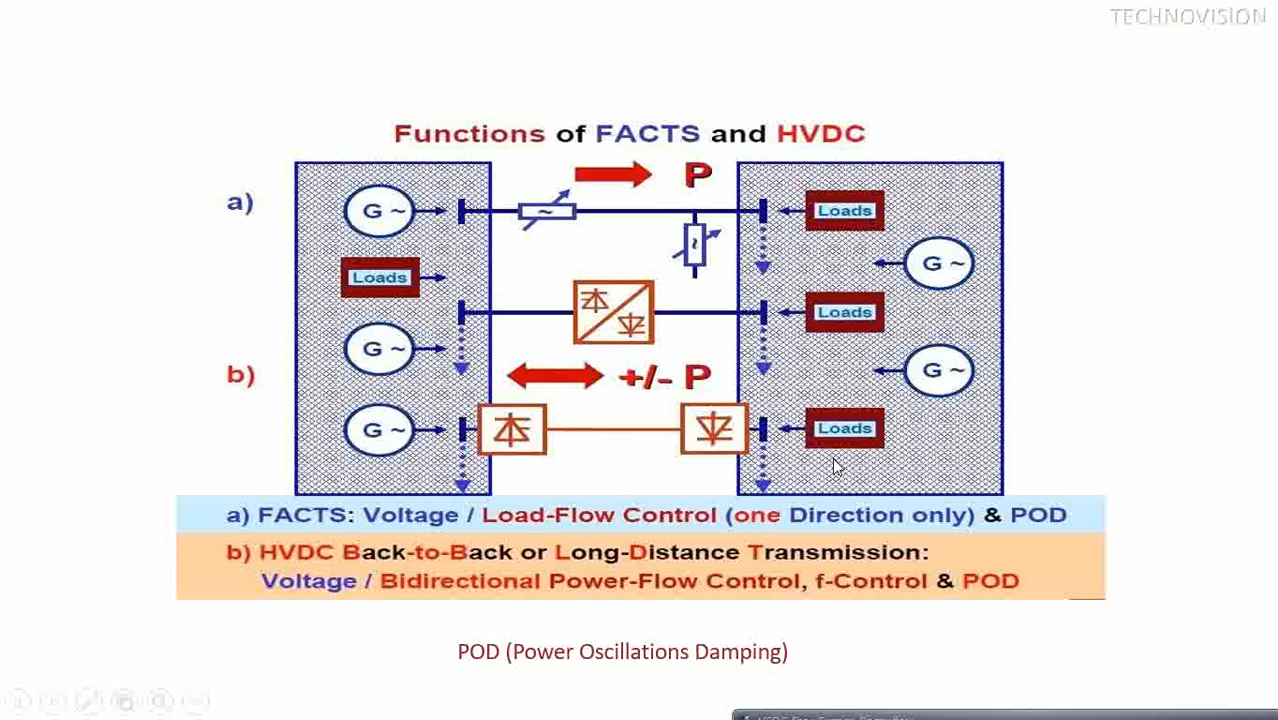 TECHNOVISION
Functions of FACTS and HVDC
a)
G ~
P
Loads
Loads
G ~
G ~
Loads
b)
+/- P
G ~
G ~
Loads
a) FACTS: Voltage / Load-Flow Control (one Direction only) & POD
b) HVDC Back-to-Back or Long-Distance Transmission:
Voltage / Bidirectional Power-Flow Control, f-Control & POD
POD (Power Oscillations Damping)